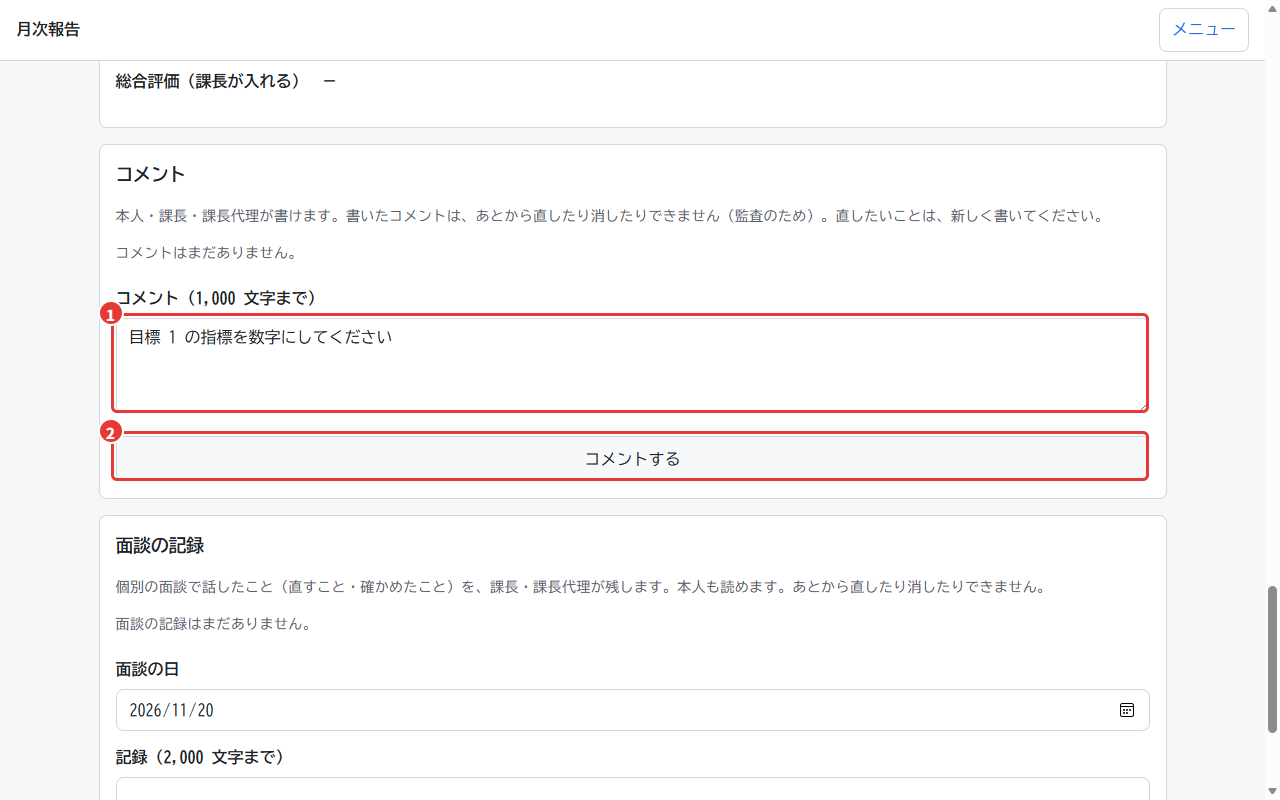 月次報告
メニュー
総合評価（課長が入れる） －
コメント
本人・課長・課長代理が書けます。書いたコメントは、あとから直したり消したりできません（監査のため）。直したいことは、新しく書いてください。
コメントはまだありません。
コメント（1,000 文字まで）
1
目標 1 の指標を数字にしてください
2
コメントする
面談の記録
個別の面談で話したこと（直すこと・確かめたこと）を、課長・課長代理が残します。本人も読めます。あとから直したり消したりできません。
面談の記録はまだありません。
面談の日
2026/11/20
記録（2,000 文字まで）